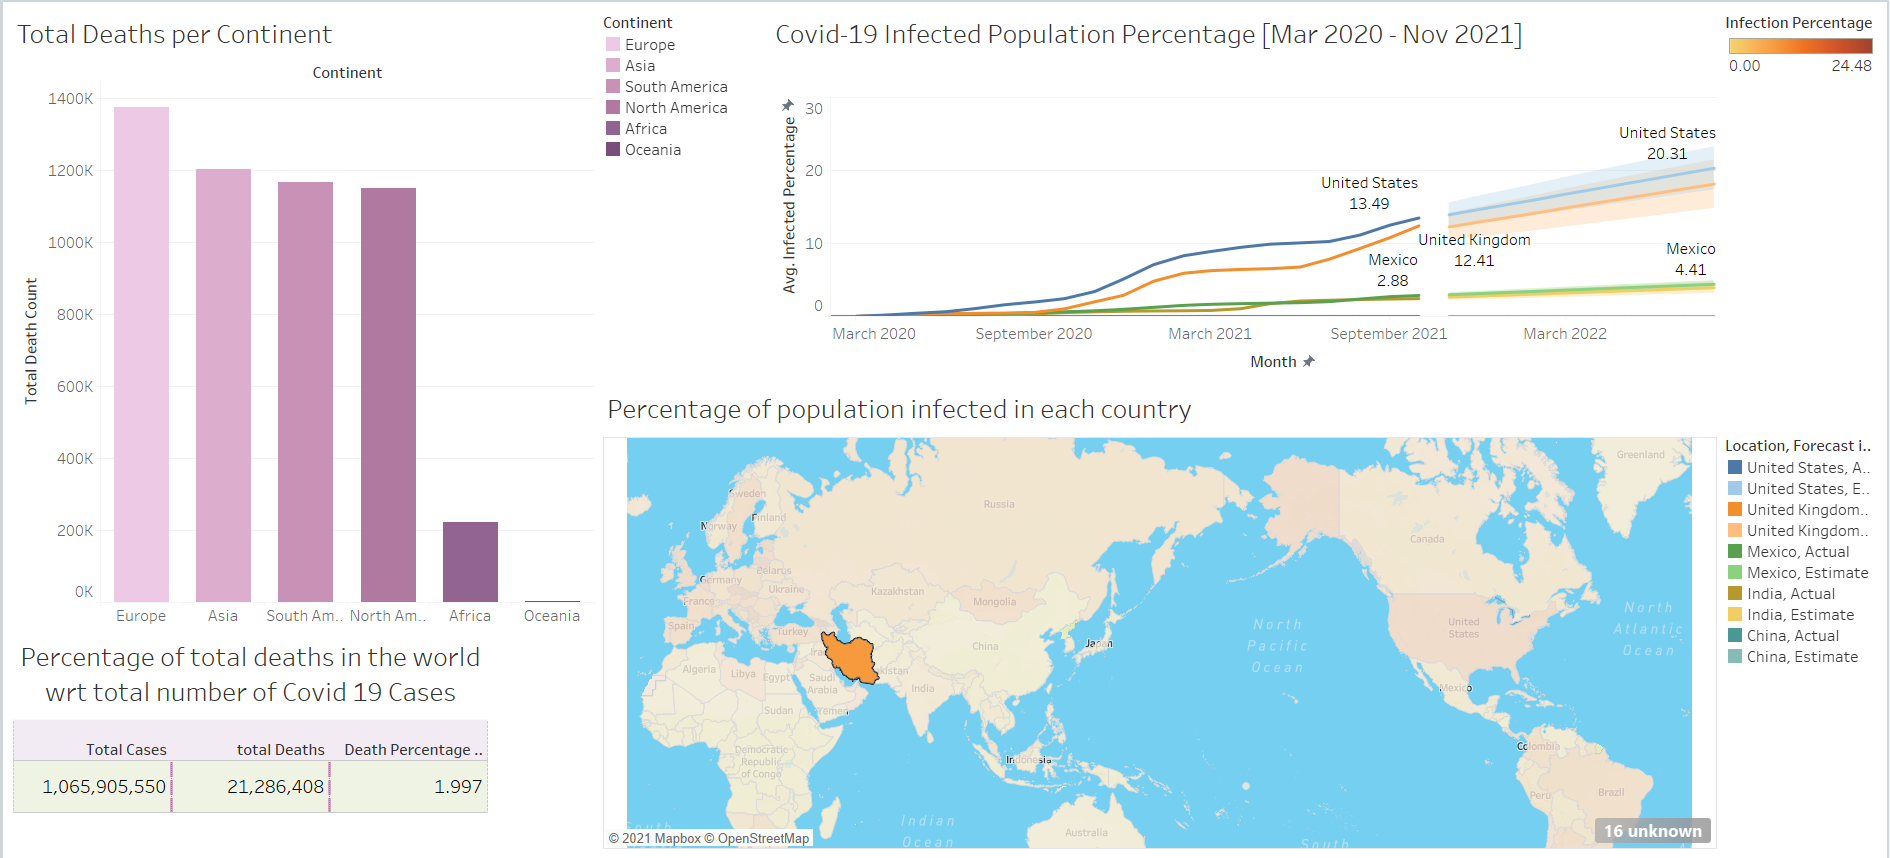 Total Deaths per Continent
Continent
1400K
1200K
1000K
800K
600K
400K
200K
0K
Total Death Count
Europe
Asia
South Am..
North Am..
Africa
Oceania
Continent
Europe
Asia
South America
North America
Africa
Oceania
Covid-19 Infected Population Percentage [Mar 2020 - Nov 2021]
Avg. Infected Percentage
30
20
10
0
United States
13.49
United States
20.31
United Kingdom
12.41
Mexico
2.88
Mexico
4.41
March 2020
September 2020
March 2021
September 2021
March 2022
Month
Infection Percentage
0.00
24.48
Percentage of total deaths in the world
wrt total number of Covid 19 Cases
Total Cases
total Deaths
Death Percentage ..
1,065,905,550
21,286,408
1.997
Percentage of population infected in each country
Greenland
Sweden
Russia
Finland
Norway
Canada
Belarus
Germany
Ukraine
Kazakhstan
France
Mongolia
Spain
Turkey
United
States
North
Atlantic
Ocean
North
Pacific
Ocean
Japan
China
Algeria
Libya
Egypt
Saudi
Arabia
India
Mexico
Sudan
Yemen
Democratic
Republic
of Congo
Indonesia
Colombia
Peru
Brazil
Indian
Ocean
Australia
South
South
© 2021 Mapbox © OpenStreetMap
16 unknown
Location, Forecast i..
United States, A..
United States, E..
United Kingdom..
United Kingdom..
Mexico, Actual
Mexico, Estimate
India, Actual
India, Estimate
China, Actual
China, Estimate